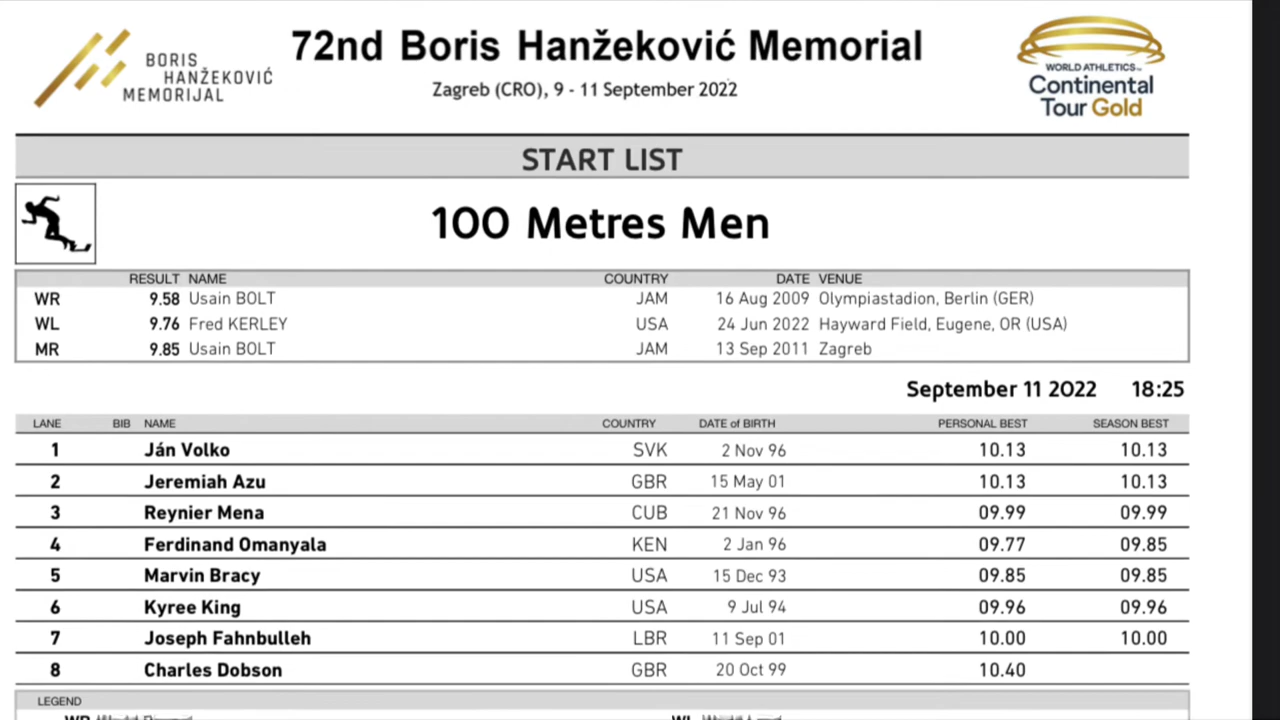 BORIS
HANŽEKOVIĆ
MEMORIJAL
72nd Boris Hanžeković Memorial
Zagreb (CRO), 9 - 11 September 2022
WORLD ATHLETICS™
Continental
Tour Gold
START LIST
100 Metres Men
RESULT NAME COUNTRY DATE VENUE
WR 9.58 Usain BOLT JAM 16 Aug 2009 Olympiastadion, Berlin (GER)
WL 9.76 Fred KERLEY USA 24 Jun 2022 Hayward Field, Eugene, OR (USA)
MR 9.85 Usain BOLT JAM 13 Sep 2011 Zagreb
September 11 2022 18:25
LANE BIB NAME COUNTRY DATE of BIRTH PERSONAL BEST SEASON BEST
1 Ján Volko SVK 2 Nov 96 10.13 10.13
2 Jeremiah Azu GBR 15 May 01 10.13 10.13
3 Reynier Mena CUB 21 Nov 96 09.99 09.99
4 Ferdinand Omanyala KEN 2 Jan 96 09.77 09.85
5 Marvin Bracy USA 15 Dec 93 09.85 09.85
6 Kyree King USA 9 Jul 94 09.96 09.96
7 Joseph Fahnbulleh LBR 11 Sep 01 10.00 10.00
8 Charles Dobson GBR 20 Oct 99 10.40
LEGEND
WR WL